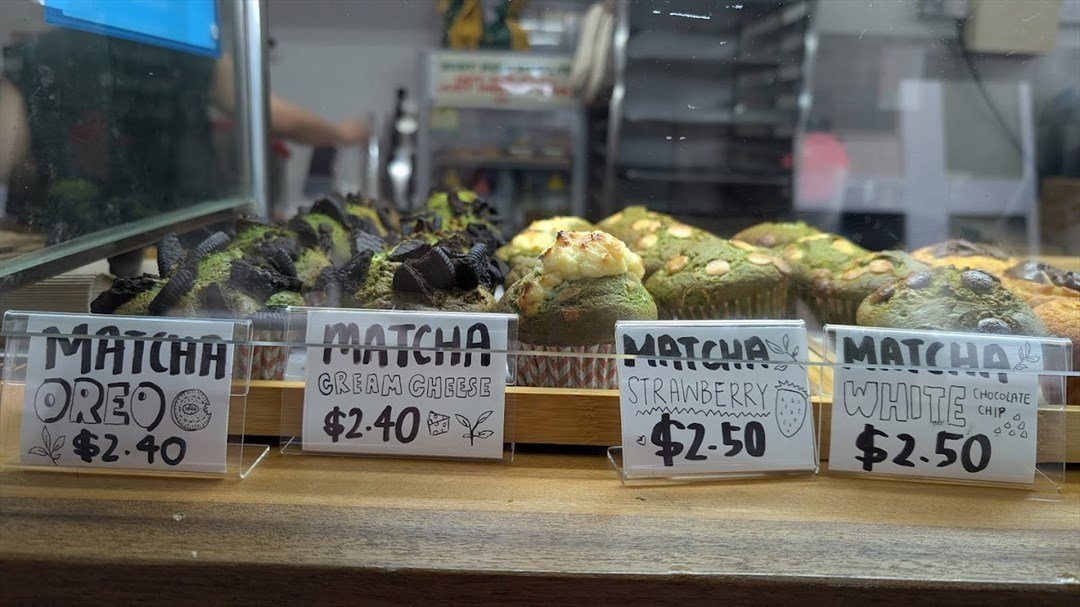 MATCHA
OREO
$2.40
MATCHA
CREAM CHEESE
$2.40
MATCHA
STRAWBERRY
$2.50
MATCHA
WHITE CHOCOLATE
CHIP
$2.50